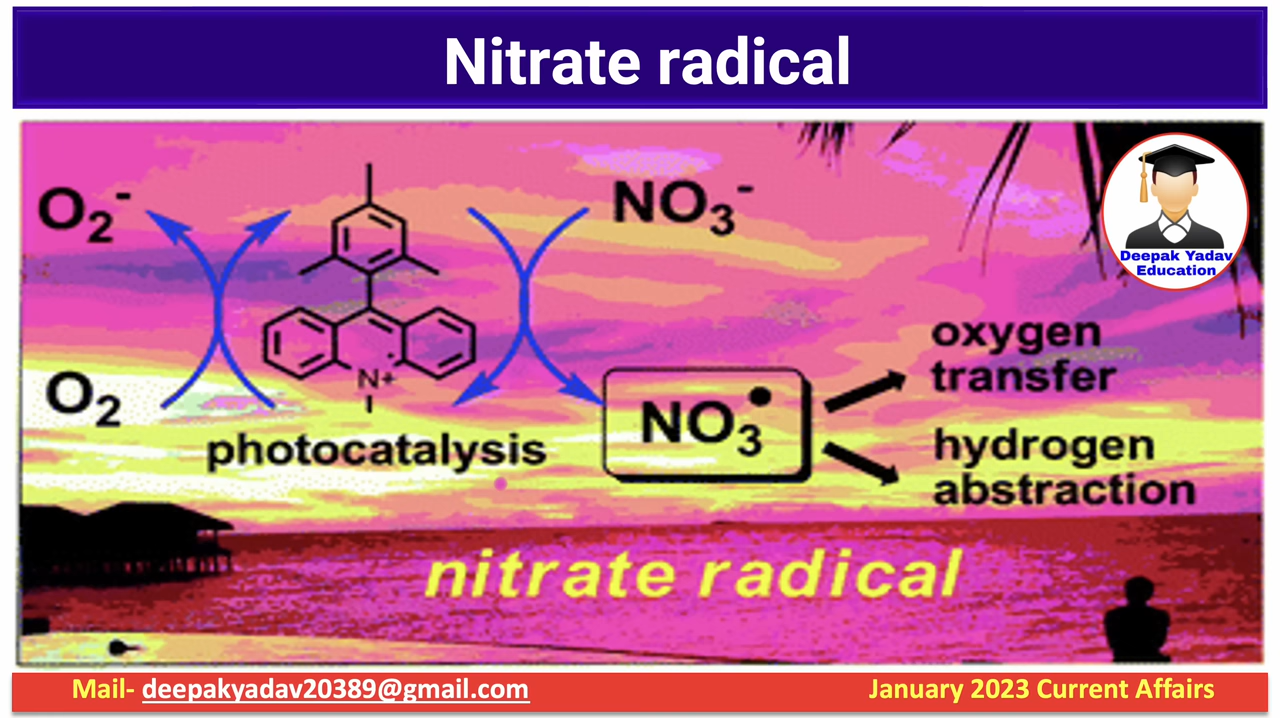 Nitrate radical
O₂⁻
NO₃⁻
Deepak Yadav
Education
oxygen
transfer
O₂
N+
photocatalysis
NO₃•
hydrogen
abstraction
nitrate radical
Mail- deepakyadav20389@gmail.com
January 2023 Current Affairs